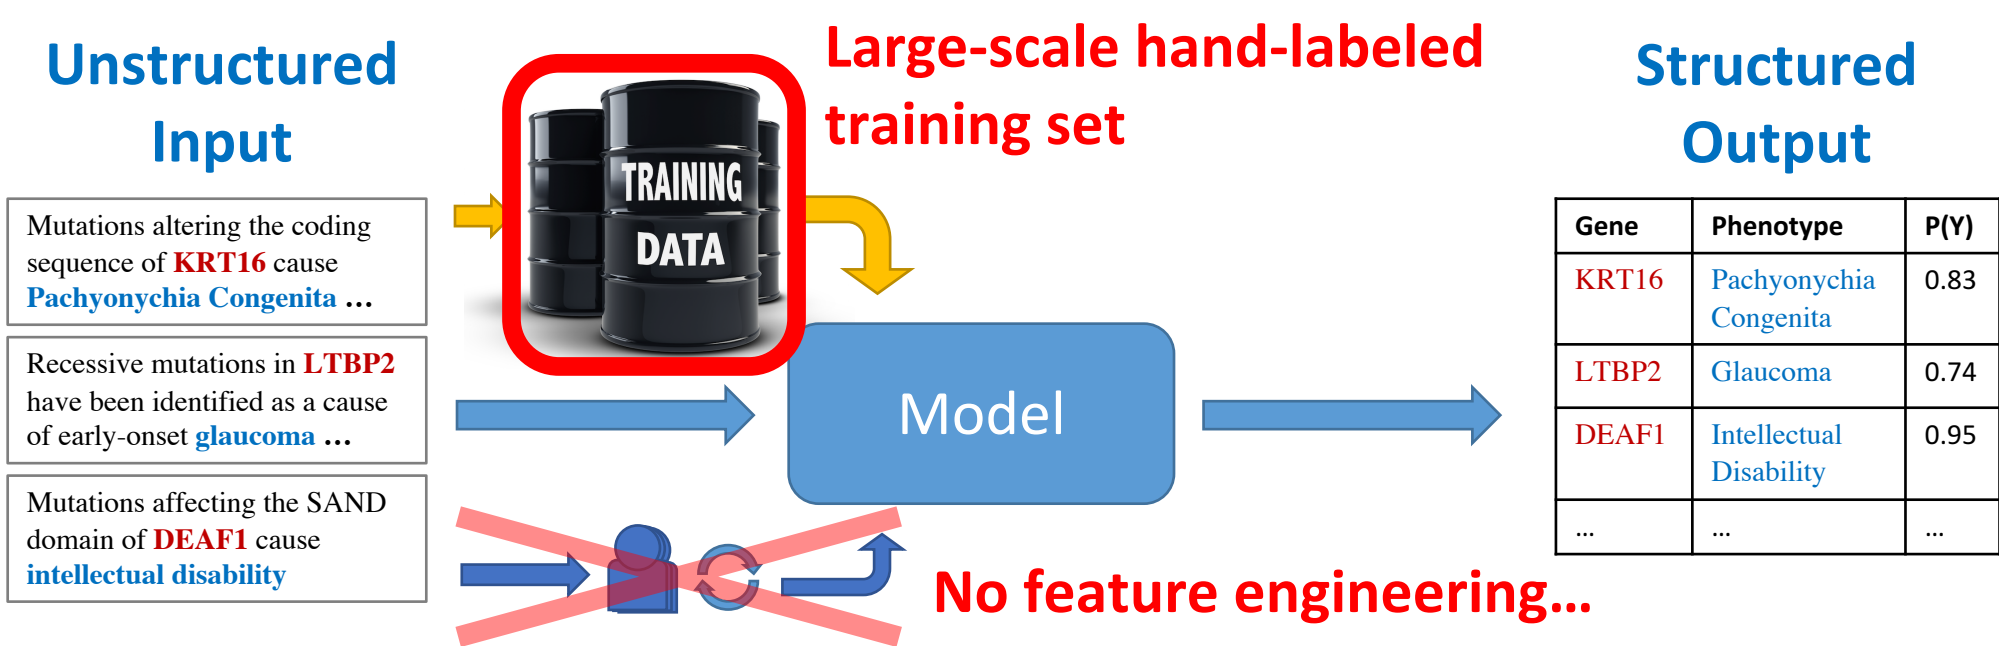 Unstructured
Input
Mutations altering the coding
sequence of KRT16 cause
Pachyonychia Congenita ...
Recessive mutations in LTBP2
have been identified as a cause
of early-onset glaucoma ...
Mutations affecting the SAND
domain of DEAF1 cause
intellectual disability
TRAINING
DATA
Large-scale hand-labeled
training set
Model
No feature engineering...
Structured
Output
Gene Phenotype P(Y)
KRT16 Pachyonychia 0.83
Congenita
LTBP2 Glaucoma 0.74
DEAF1 Intellectual 0.95
Disability
... ... ...